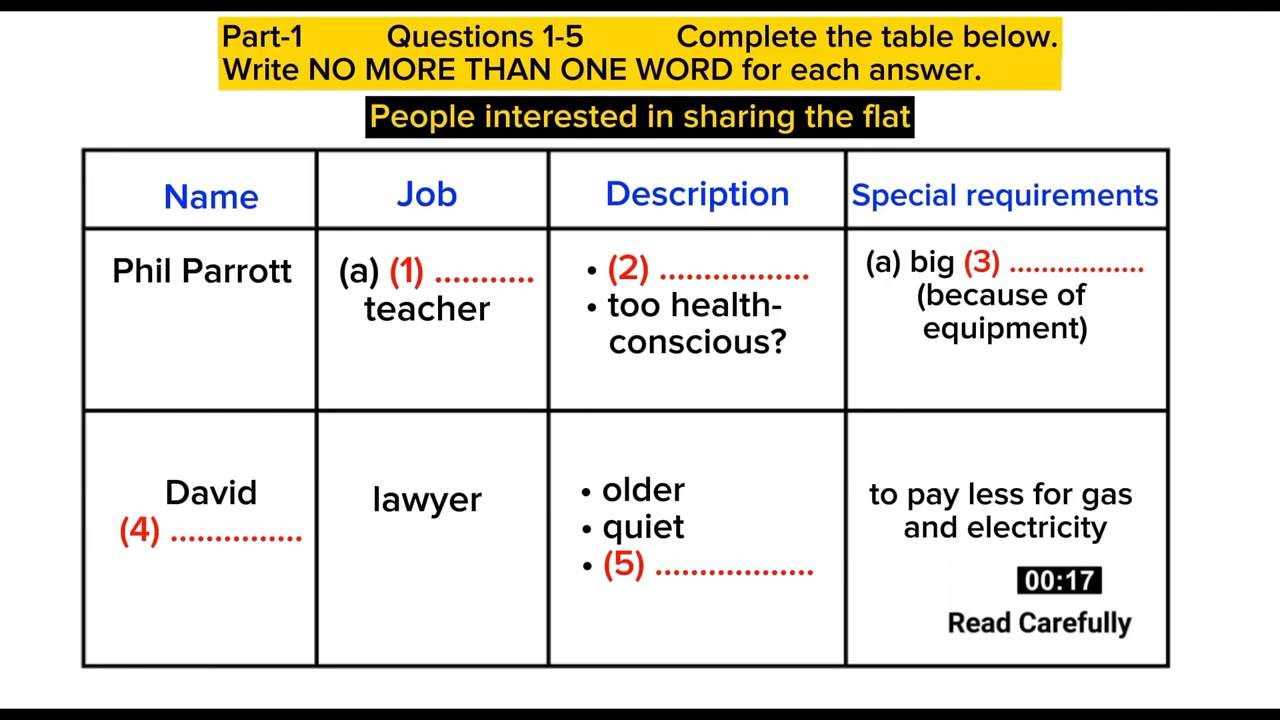 Part-1 Questions 1-5 Complete the table below.
Write NO MORE THAN ONE WORD for each answer.
People interested in sharing the flat
Name Job Description Special requirements
Phil Parrott
(a) (1) ...........
teacher
• (2) .................
• too health-
conscious?
(a) big (3) .................
(because of
equipment)
David
(4) ...............
lawyer
• older
• quiet
• (5) ..................
to pay less for gas
and electricity
00:17
Read Carefully